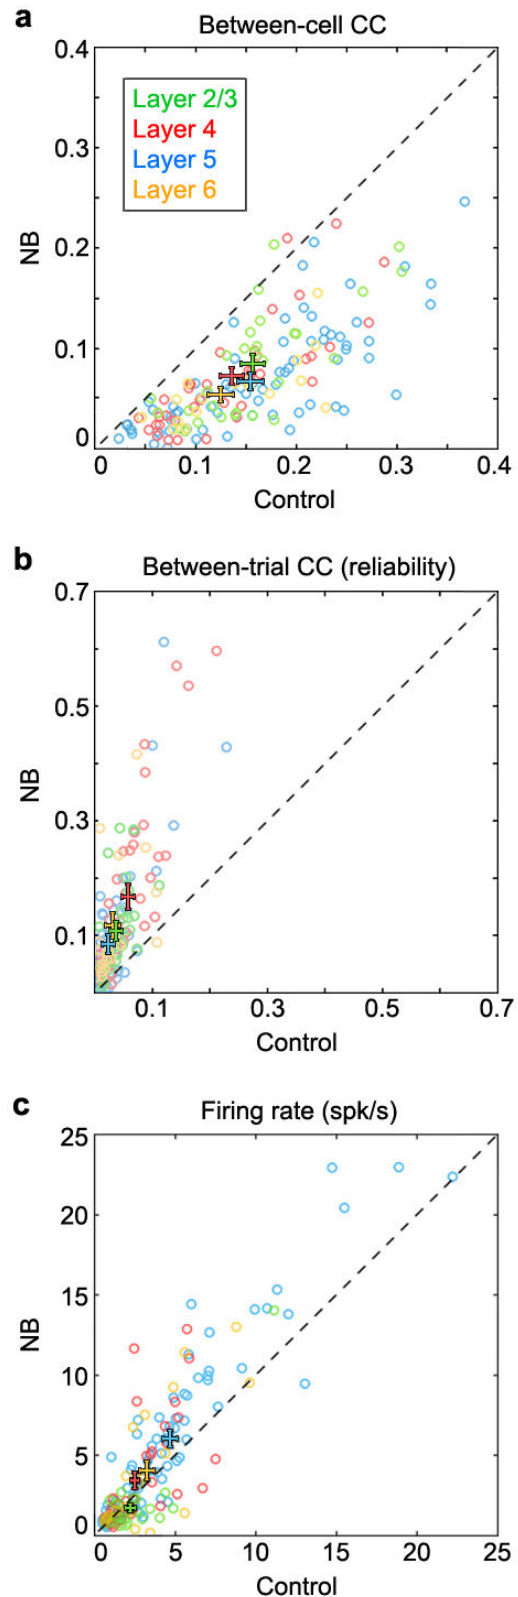 a
Between-cell CC
0.4
Layer 2/3
Layer 4
Layer 5
Layer 6
0.3
NB
0.2
0.1
0
0 0.1 0.2 0.3 0.4
Control
b
Between-trial CC (reliability)
0.7
0.5
NB
0.3
0.1
0.1 0.3 0.5 0.7
Control
c
Firing rate (spk/s)
25
20
15
NB
10
5
0
0 5 10 15 20 25
Control